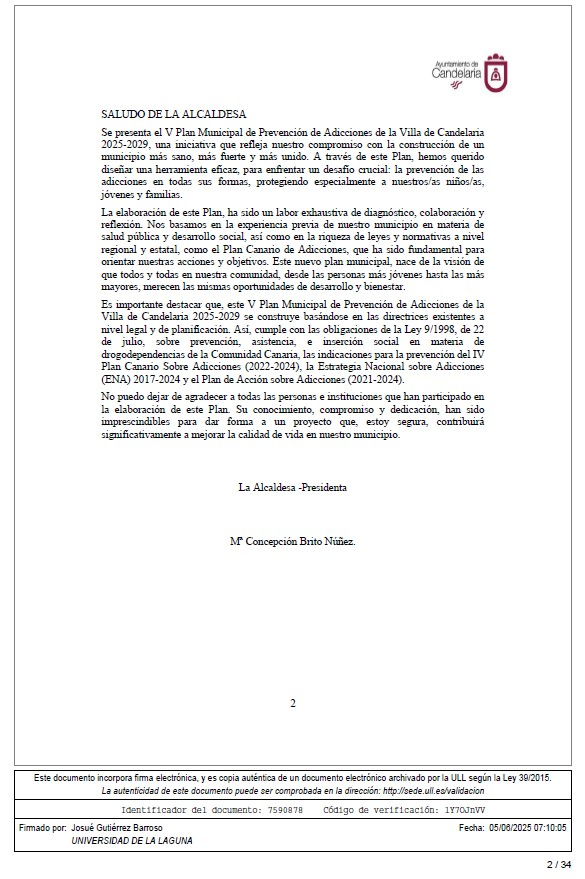 Ayuntamiento de
Candelaria
SALUDO DE LA ALCALDESA
Se presenta el V Plan Municipal de Prevención de Adicciones de la Villa de Candelaria
2025-2029, una iniciativa que refleja nuestro compromiso con la construcción de un
municipio más sano, más fuerte y más unido. A través de este Plan, hemos querido
diseñar una herramienta eficaz, para enfrentar un desafío crucial: la prevención de las
adicciones en todas sus formas, protegiendo especialmente a nuestros/as niños/as,
jóvenes y familias.
La elaboración de este Plan, ha sido un labor exhaustiva de diagnóstico, colaboración y
reflexión. Nos basamos en la experiencia previa de nuestro municipio en materia de
salud pública y desarrollo social, así como en la riqueza de leyes y normativas a nivel
regional y estatal, como el Plan Canario de Adicciones, que ha sido fundamental para
orientar nuestras acciones y objetivos. Este nuevo plan municipal, nace de la visión de
que todos y todas en nuestra comunidad, desde las personas más jóvenes hasta las más
mayores, merecen las mismas oportunidades de desarrollo y bienestar.
Es importante destacar que, este V Plan Municipal de Prevención de Adicciones de la
Villa de Candelaria 2025-2029 se construye basándose en las directrices existentes a
nivel legal y de planificación. Así, cumple con las obligaciones de la Ley 9/1998, de 22
de julio, sobre prevención, asistencia, e inserción social en materia de
drogodependencias de la Comunidad Canaria, las indicaciones para la prevención del IV
Plan Canario Sobre Adicciones (2022-2024), la Estrategia Nacional sobre Adicciones
(ENA) 2017-2024 y el Plan de Acción sobre Adicciones (2021-2024).
No puedo dejar de agradecer a todas las personas e instituciones que han participado en
la elaboración de este Plan. Su conocimiento, compromiso y dedicación, han sido
imprescindibles para dar forma a un proyecto que, estoy segura, contribuirá
significativamente a mejorar la calidad de vida en nuestro municipio.
La Alcaldesa -Presidenta
Mª Concepción Brito Núñez.
2
Este documento incorpora firma electrónica, y es copia auténtica de un documento electrónico archivado por la ULL según la Ley 39/2015.
La autenticidad de este documento puede ser comprobada en la dirección: http://sede.ull.es/validacion
Identificador del documento: 7590878 Código de verificación: 1Y7OJnVV
Firmado por: Josué Gutiérrez Barroso Fecha: 05/06/2025 07:10:05
UNIVERSIDAD DE LA LAGUNA
2 / 34